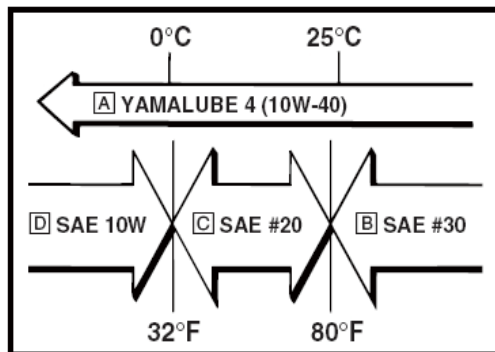 0°C 25°C
A YAMALUBE 4 (10W-40)
D SAE 10W C SAE #20 B SAE #30
32°F 80°F